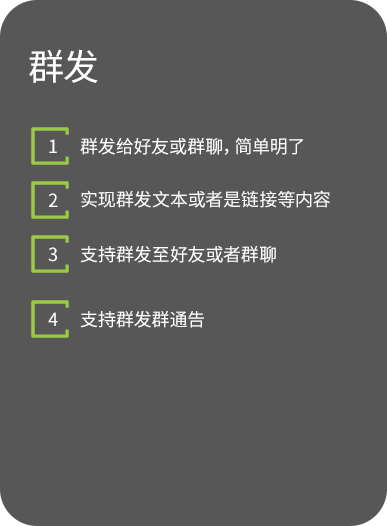 群发
1 群发给好友或群聊，简单明了
2 实现群发文本或者是链接等内容
3 支持群发至好友或者群聊
4 支持群发群通告